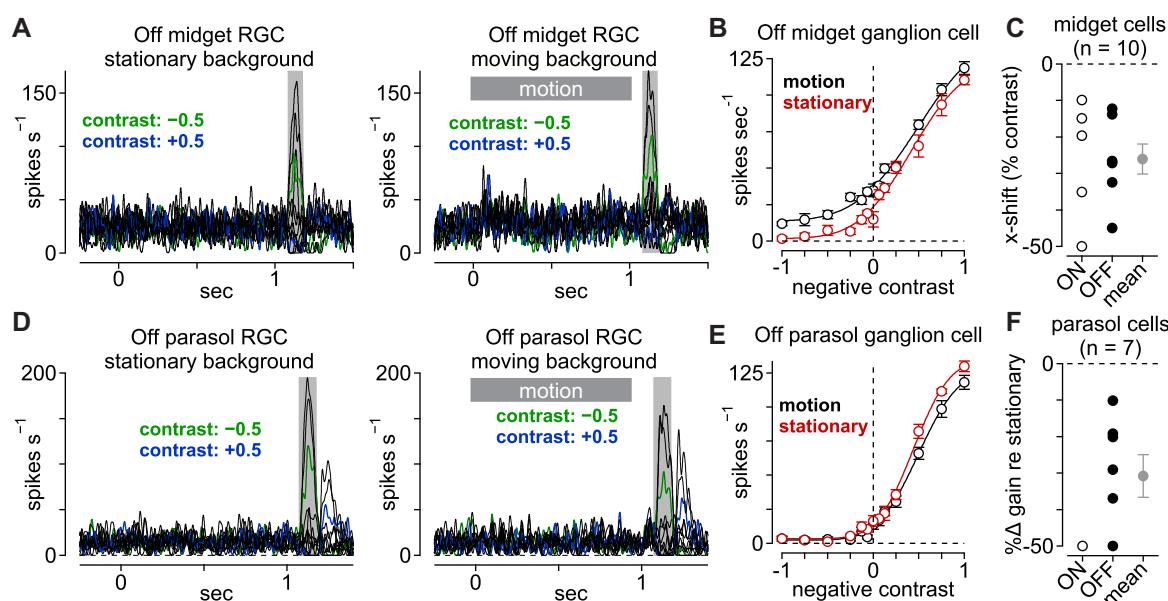 A
Off midget RGC
stationary background
150
0
spikes s−1
contrast: −0.5
contrast: +0.5
0
1
sec
Off midget RGC
moving background
motion
150
0
spikes s−1
contrast: −0.5
contrast: +0.5
0
1
sec
B
Off midget ganglion cell
125
0
spikes sec-1
motion
stationary
-1
0
1
negative contrast
C
midget cells
(n = 10)
0
-50
x-shift (% contrast)
ON
OFF
mean
D
Off parasol RGC
stationary background
200
0
spikes s−1
contrast: −0.5
contrast: +0.5
0
1
sec
Off parasol RGC
moving background
motion
200
0
spikes s−1
contrast: −0.5
contrast: +0.5
0
1
sec
E
Off parasol ganglion cell
125
0
spikes s−1
motion
stationary
-1
0
1
negative contrast
F
parasol cells
(n = 7)
0
-50
%Δ gain re stationary
ON
OFF
mean